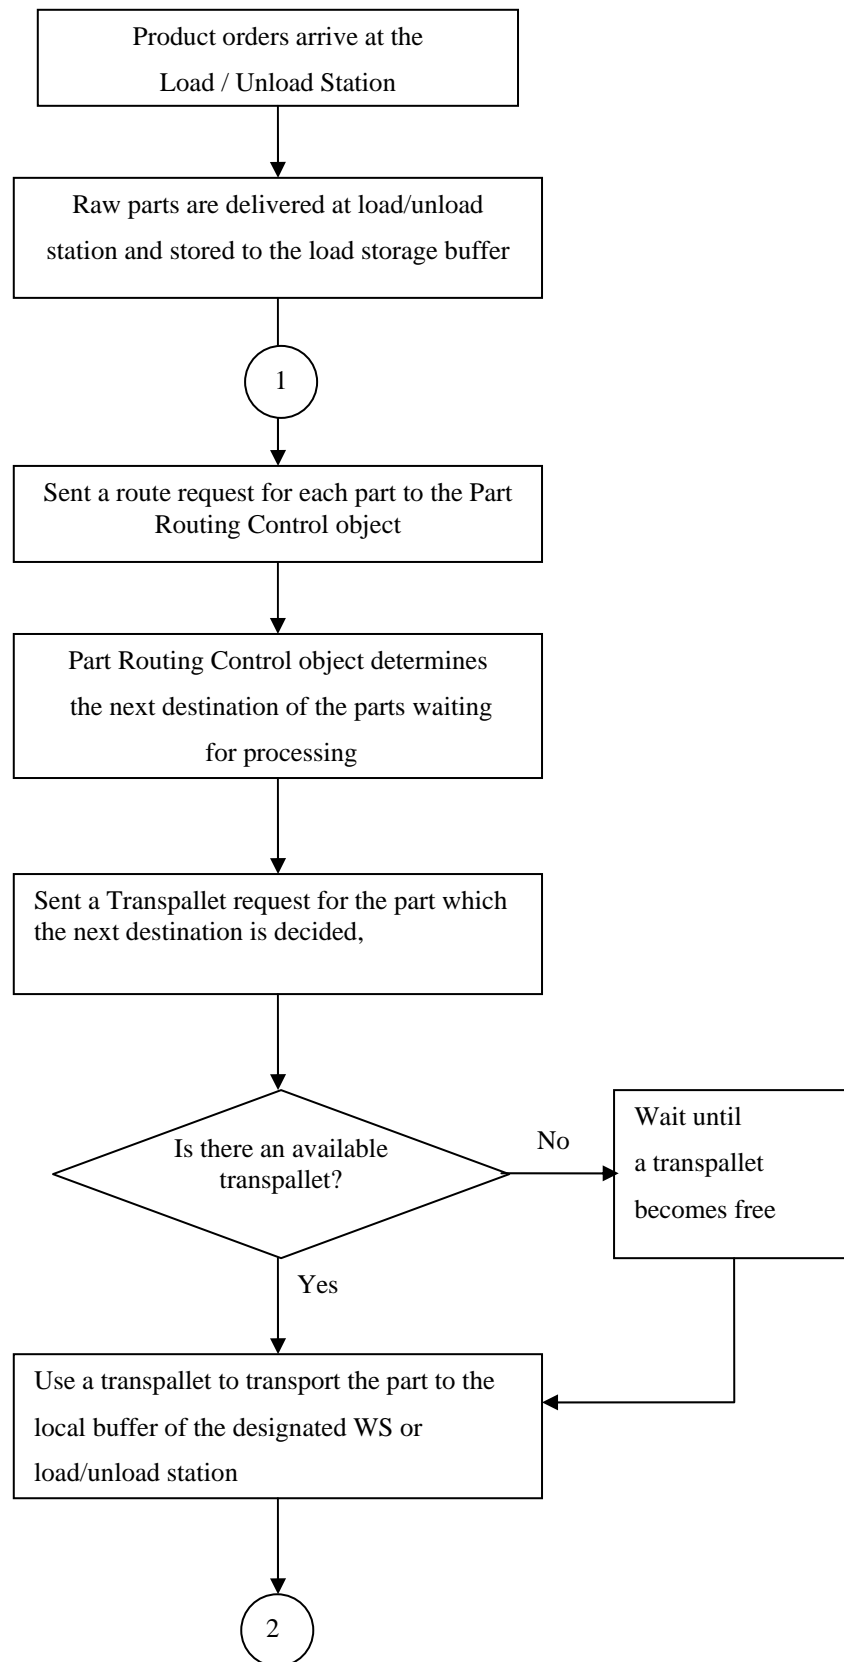 Product orders arrive at the
Load / Unload Station
Raw parts are delivered at load/unload
station and stored to the load storage buffer
1
Sent a route request for each part to the Part
Routing Control object
Part Routing Control object determines
the next destination of the parts waiting
for processing
Sent a Transpallet request for the part which
the next destination is decided,
Is there an available
transpallet?
No
Wait until
a transpallet
becomes free
Yes
Use a transpallet to transport the part to the
local buffer of the designated WS or
load/unload station
2